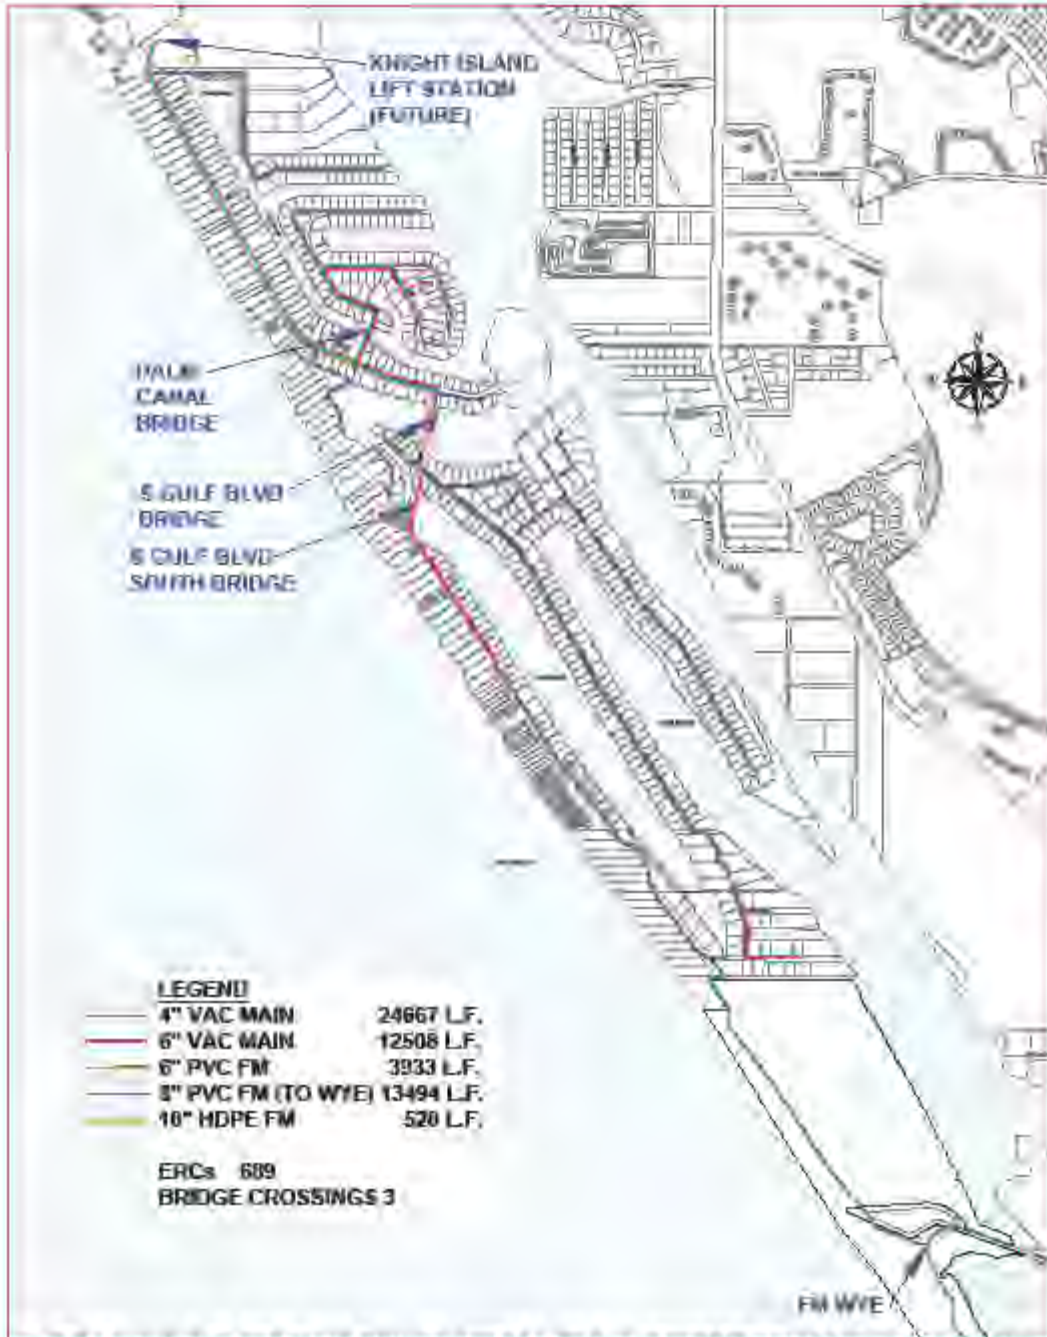 KNIGHT ISLAND
LIFT STATION
(FUTURE)
PALM
CANAL
BRIDGE
S GULF BLVD
BRIDGE
S GULF BLVD
SOUTH BRIDGE
N
LEGEND
4" VAC MAIN 24667 L.F.
6" VAC MAIN 12508 L.F.
6" PVC FM 3933 L.F.
8" PVC FM (TO WYE) 13494 L.F.
10" HDPE FM 520 L.F.
ERCs 689
BRIDGE CROSSINGS 3
FM WYE